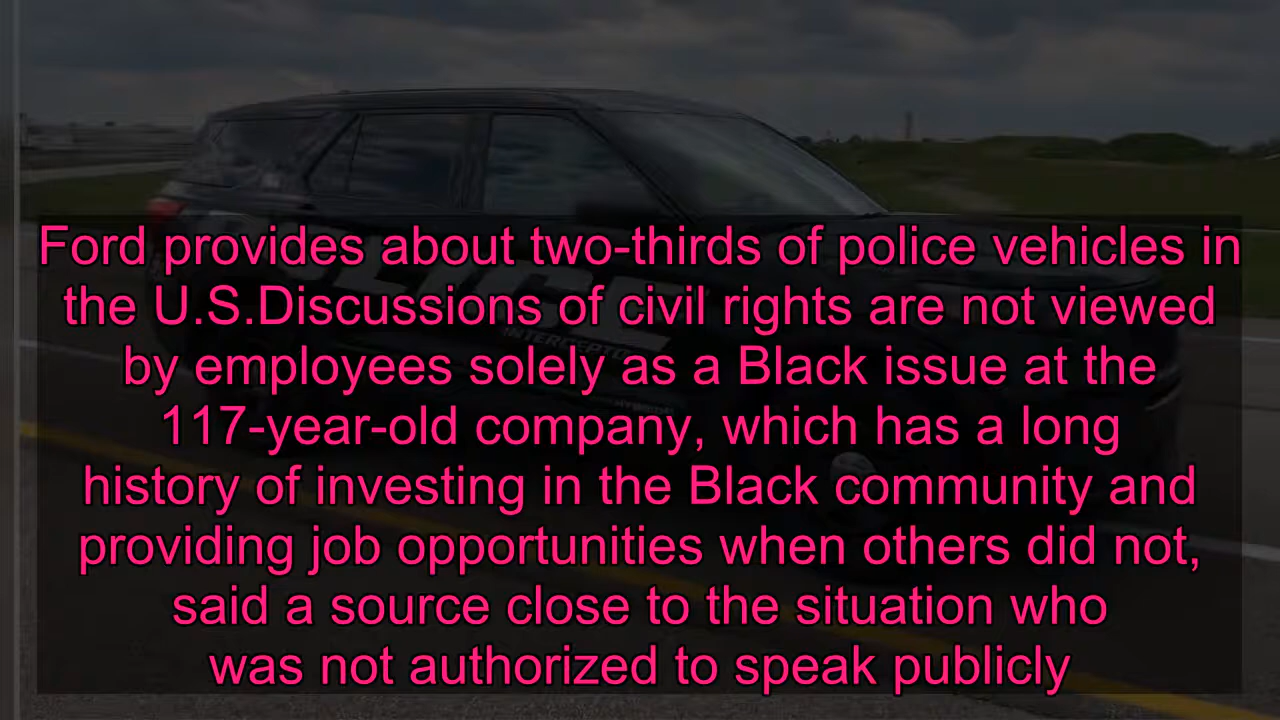 Ford provides about two-thirds of police vehicles in
the U.S.Discussions of civil rights are not viewed
by employees solely as a Black issue at the
117-year-old company, which has a long
history of investing in the Black community and
providing job opportunities when others did not,
said a source close to the situation who
was not authorized to speak publicly
INTERCEPTOR